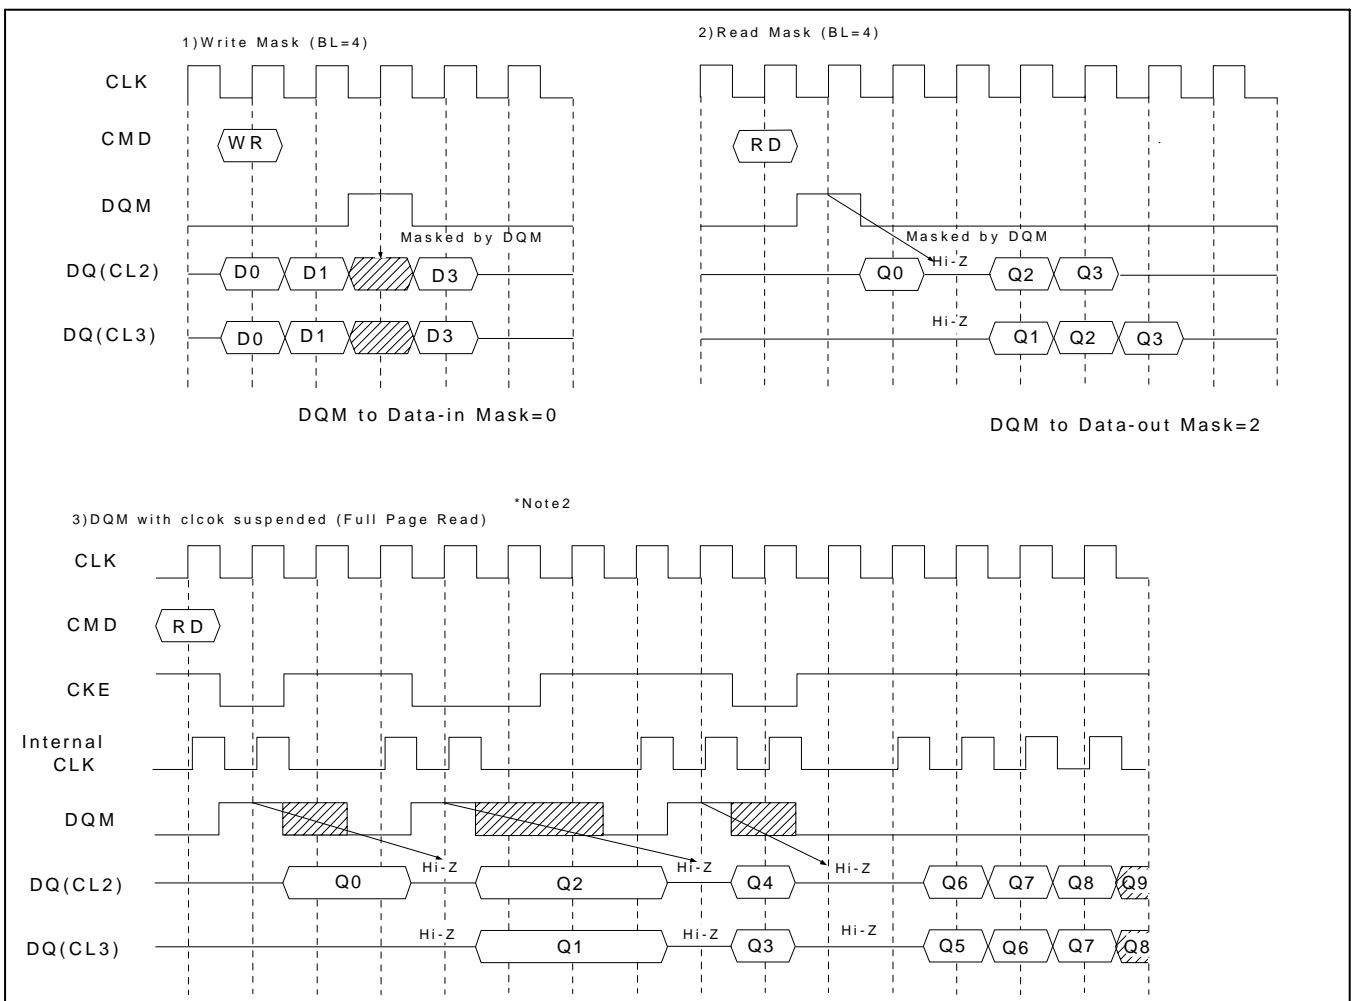 1)Write Mask (BL=4)
2)Read Mask (BL=4)
CLK
CMD
WR
RD
DQM
Masked by DQM
Masked by DQM
DQ(CL2)
D0 D1 D3
Hi-Z
Q0 Q2 Q3
DQ(CL3)
D0 D1 D3
Hi-Z
Q1 Q2 Q3
DQM to Data-in Mask=0
DQM to Data-out Mask=2
*Note2
3)DQM with clcok suspended (Full Page Read)
CLK
CMD
RD
CKE
Internal
CLK
DQM
Hi-Z Hi-Z Hi-Z
DQ(CL2)
Q0 Q2 Q4 Q6 Q7 Q8 Q9
Hi-Z Hi-Z Hi-Z
DQ(CL3)
Q1 Q3 Q5 Q6 Q7 Q8